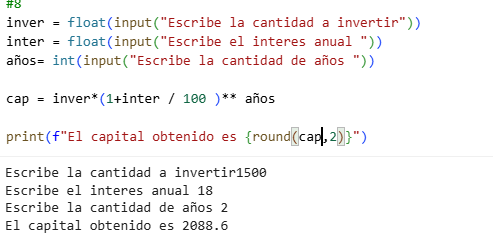 #8
inver = float(input("Escribe la cantidad a invertir"))
inter = float(input("Escribe el interes anual "))
años= int(input("Escribe la cantidad de años "))
cap = inver*(1+inter / 100 )** años
print(f"El capital obtenido es {round(cap,2)}")
Escribe la cantidad a invertir1500
Escribe el interes anual 18
Escribe la cantidad de años 2
El capital obtenido es 2088.6